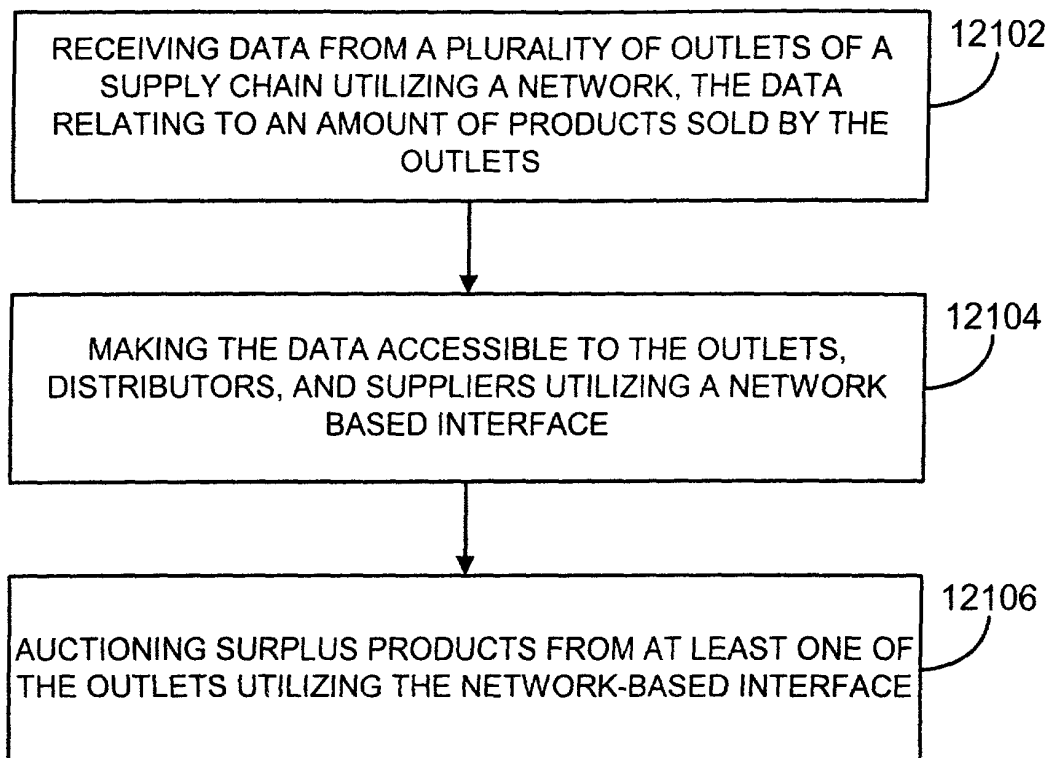 RECEIVING DATA FROM A PLURALITY OF OUTLETS OF A
SUPPLY CHAIN UTILIZING A NETWORK, THE DATA
RELATING TO AN AMOUNT OF PRODUCTS SOLD BY THE
OUTLETS
12102
MAKING THE DATA ACCESSIBLE TO THE OUTLETS,
DISTRIBUTORS, AND SUPPLIERS UTILIZING A NETWORK
BASED INTERFACE
12104
AUCTIONING SURPLUS PRODUCTS FROM AT LEAST ONE OF
THE OUTLETS UTILIZING THE NETWORK-BASED INTERFACE
12106